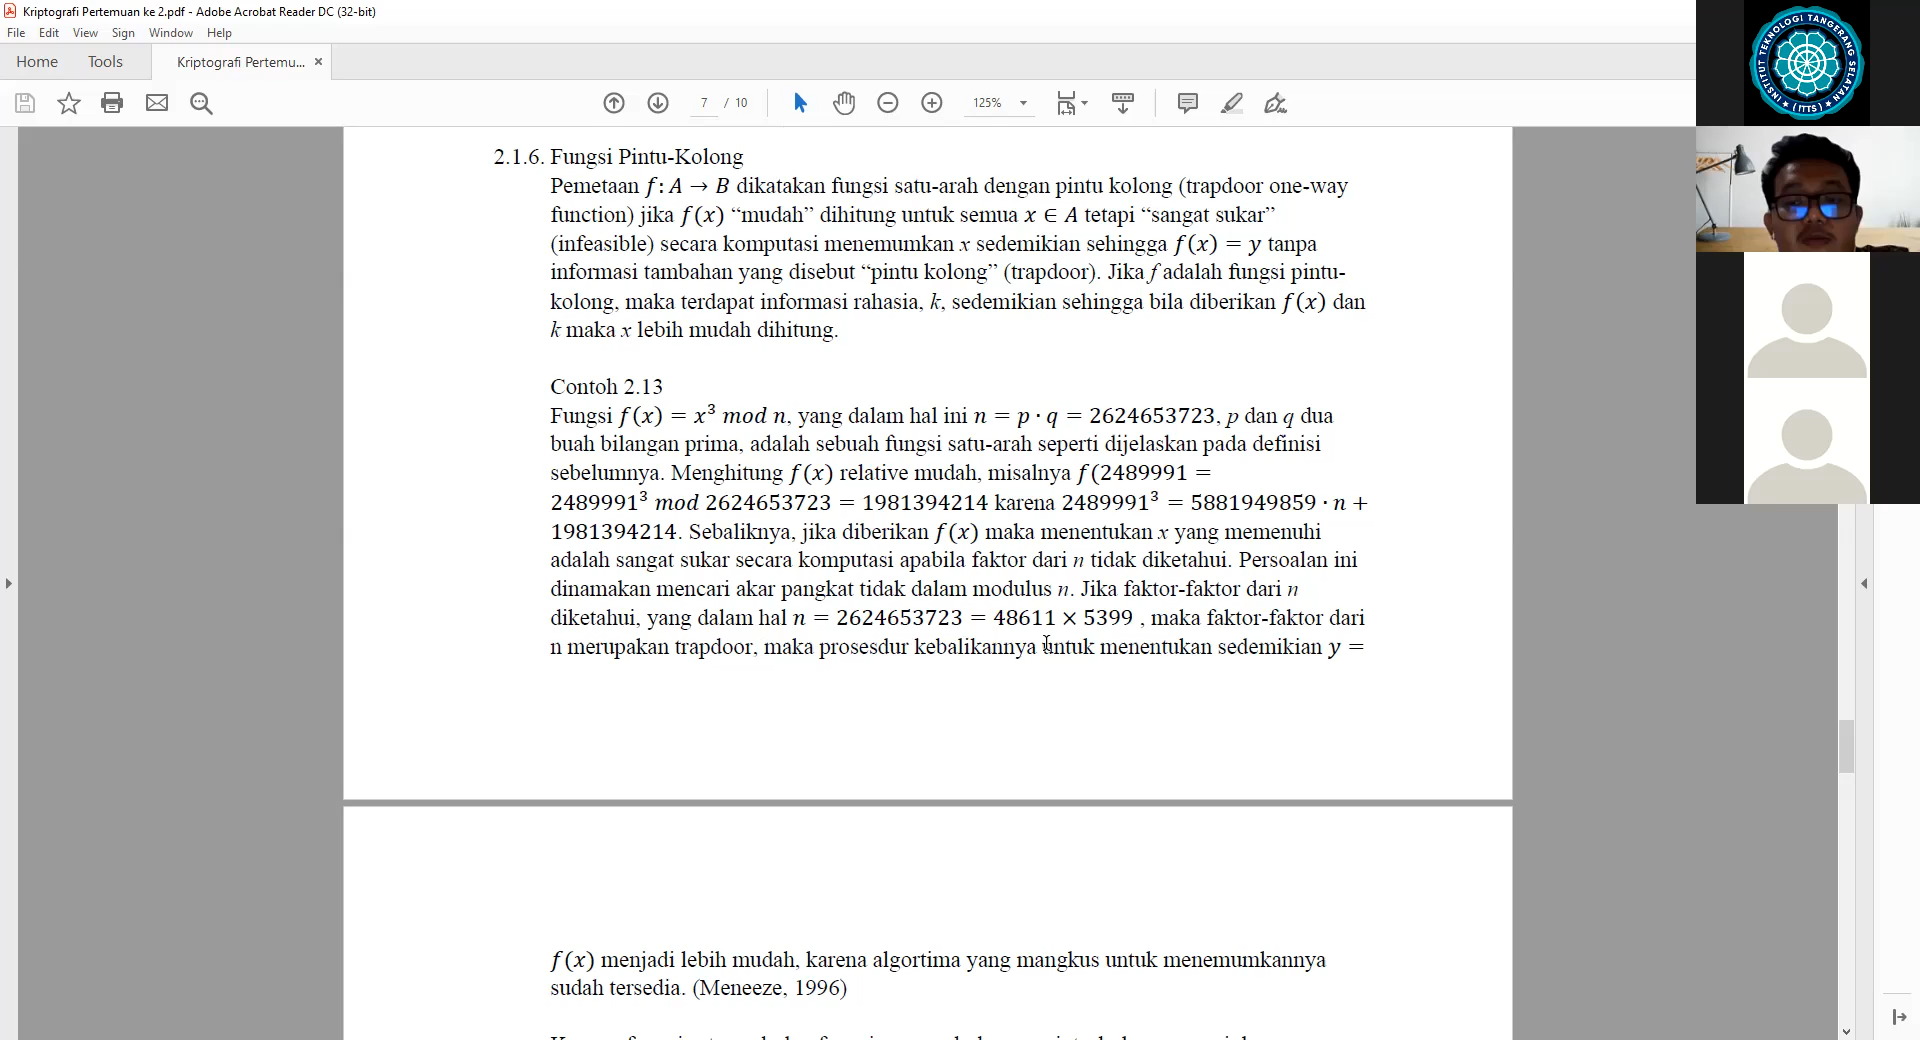 Kriptografi Pertemuan ke 2.pdf - Adobe Acrobat Reader DC (32-bit)
File Edit View Sign Window Help
Home Tools Kriptografi Pertemu... ×
7 / 10 125%
INSTITUT TEKNOLOGI TANGERANG SELATAN
(ITTS)
2.1.6. Fungsi Pintu-Kolong
Pemetaan f: A → B dikatakan fungsi satu-arah dengan pintu kolong (trapdoor one-way
function) jika f(x) “mudah” dihitung untuk semua x ∈ A tetapi “sangat sukar”
(infeasible) secara komputasi menemumkan x sedemikian sehingga f(x) = y tanpa
informasi tambahan yang disebut “pintu kolong” (trapdoor). Jika f adalah fungsi pintu-
kolong, maka terdapat informasi rahasia, k, sedemikian sehingga bila diberikan f(x) dan
k maka x lebih mudah dihitung.
Contoh 2.13
Fungsi f(x) = x³ mod n, yang dalam hal ini n = p · q = 2624653723, p dan q dua
buah bilangan prima, adalah sebuah fungsi satu-arah seperti dijelaskan pada definisi
sebelumnya. Menghitung f(x) relative mudah, misalnya f(2489991 =
2489991³ mod 2624653723 = 1981394214 karena 2489991³ = 5881949859 · n +
1981394214. Sebaliknya, jika diberikan f(x) maka menentukan x yang memenuhi
adalah sangat sukar secara komputasi apabila faktor dari n tidak diketahui. Persoalan ini
dinamakan mencari akar pangkat tidak dalam modulus n. Jika faktor-faktor dari n
diketahui, yang dalam hal n = 2624653723 = 48611 × 5399 , maka faktor-faktor dari
n merupakan trapdoor, maka prosesdur kebalikannya untuk menentukan sedemikian y =
f(x) menjadi lebih mudah, karena algortima yang mangkus untuk menemumkannya
sudah tersedia. (Meneeze, 1996)